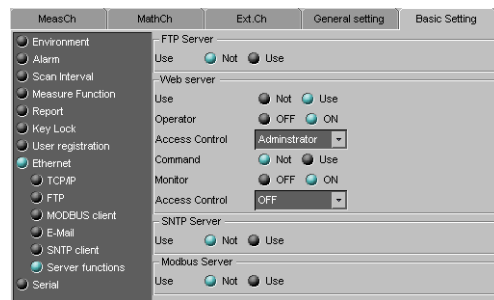 MeasCh MathCh Ext.Ch General setting Basic Setting
Environment
Alarm
Scan Interval
Measure Function
Report
Key Lock
User registration
Ethernet
TCP/IP
FTP
MODBUS client
E-Mail
SNTP client
Server functions
Serial
FTP Server
Use Not Use
Web server
Use Not Use
Operator OFF ON
Access Control Adminstrator
Command Not Use
Monitor OFF ON
Access Control OFF
SNTP Server
Use Not Use
Modbus Server
Use Not Use